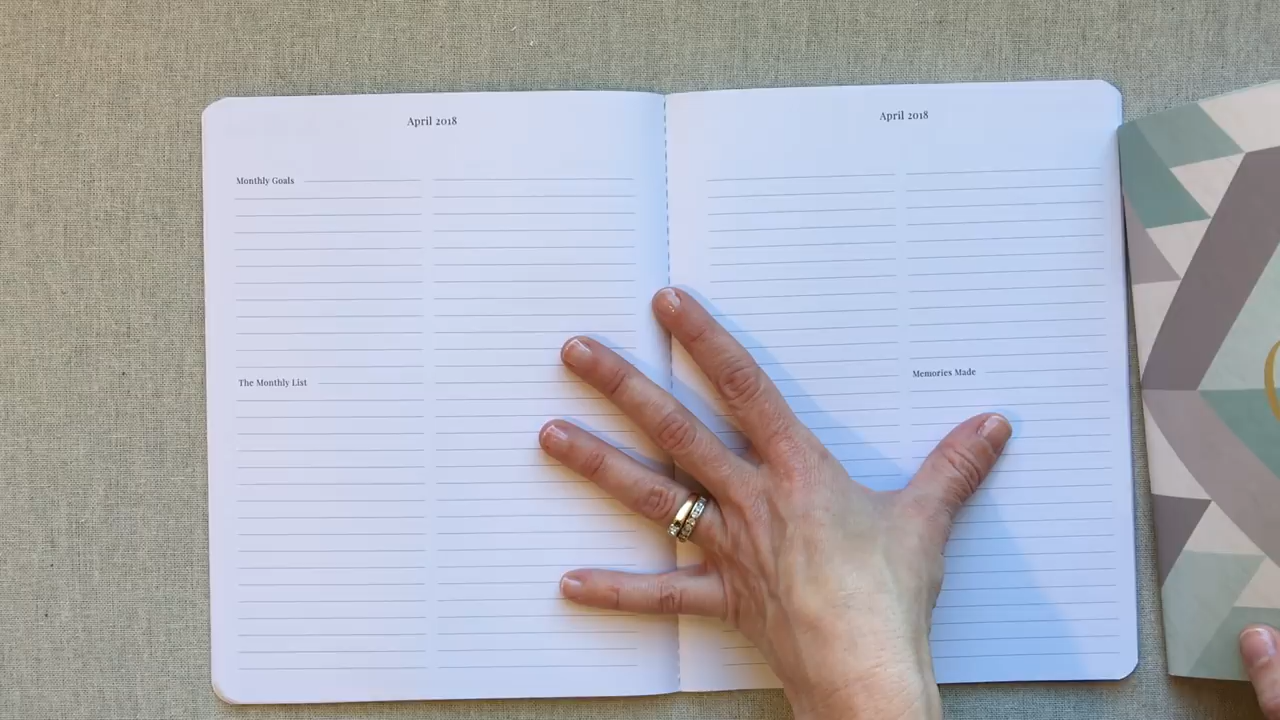 April 2018
Monthly Goals
The Monthly List
April 2018
Memories Made